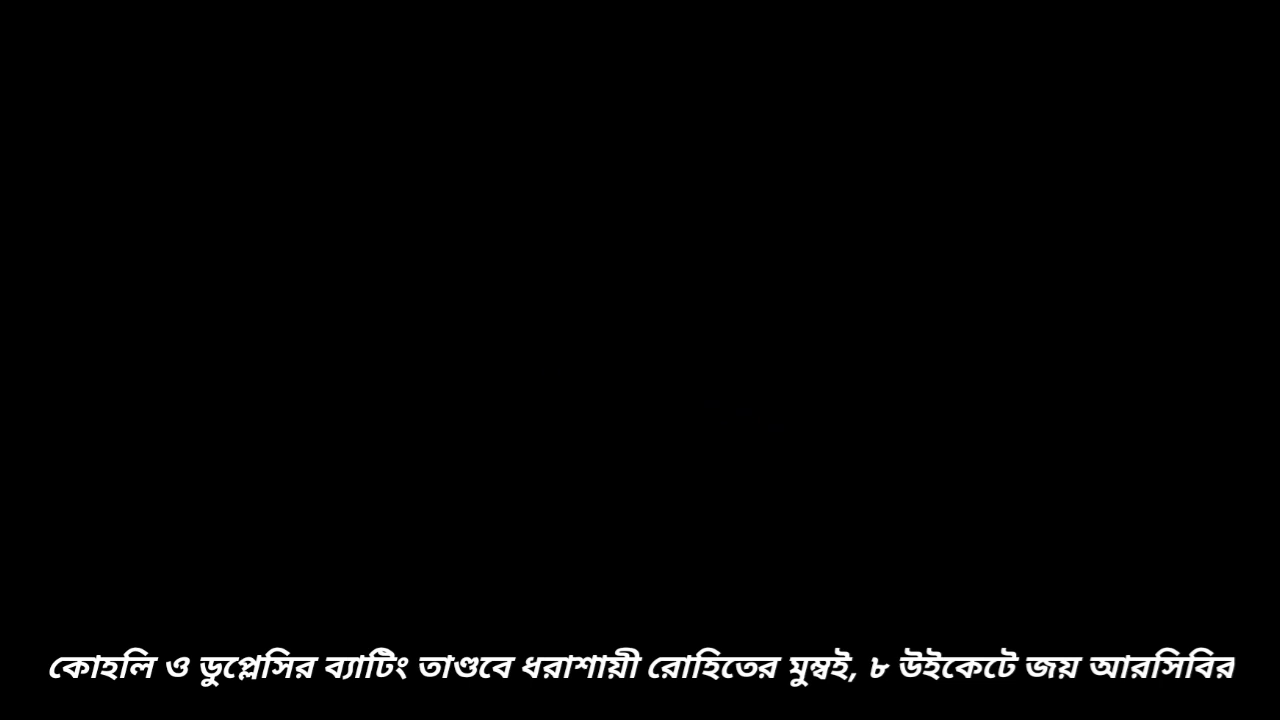 কোহলি ও ডুপ্লেসির ব্যাটিং তাণ্ডবে ধরাশায়ী রোহিতের মুম্বই, ৮ উইকেটে জয় আরসিবির